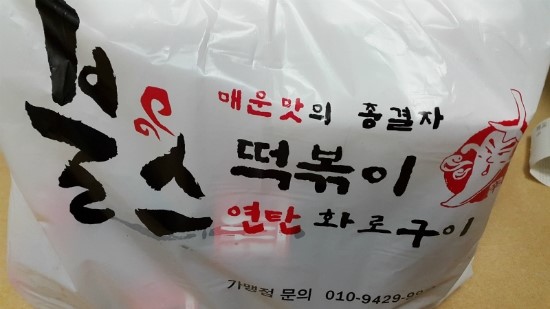 매운맛의 종결자
스 떡볶이
연탄 화로구이
가맹점 문의 010-9429-9